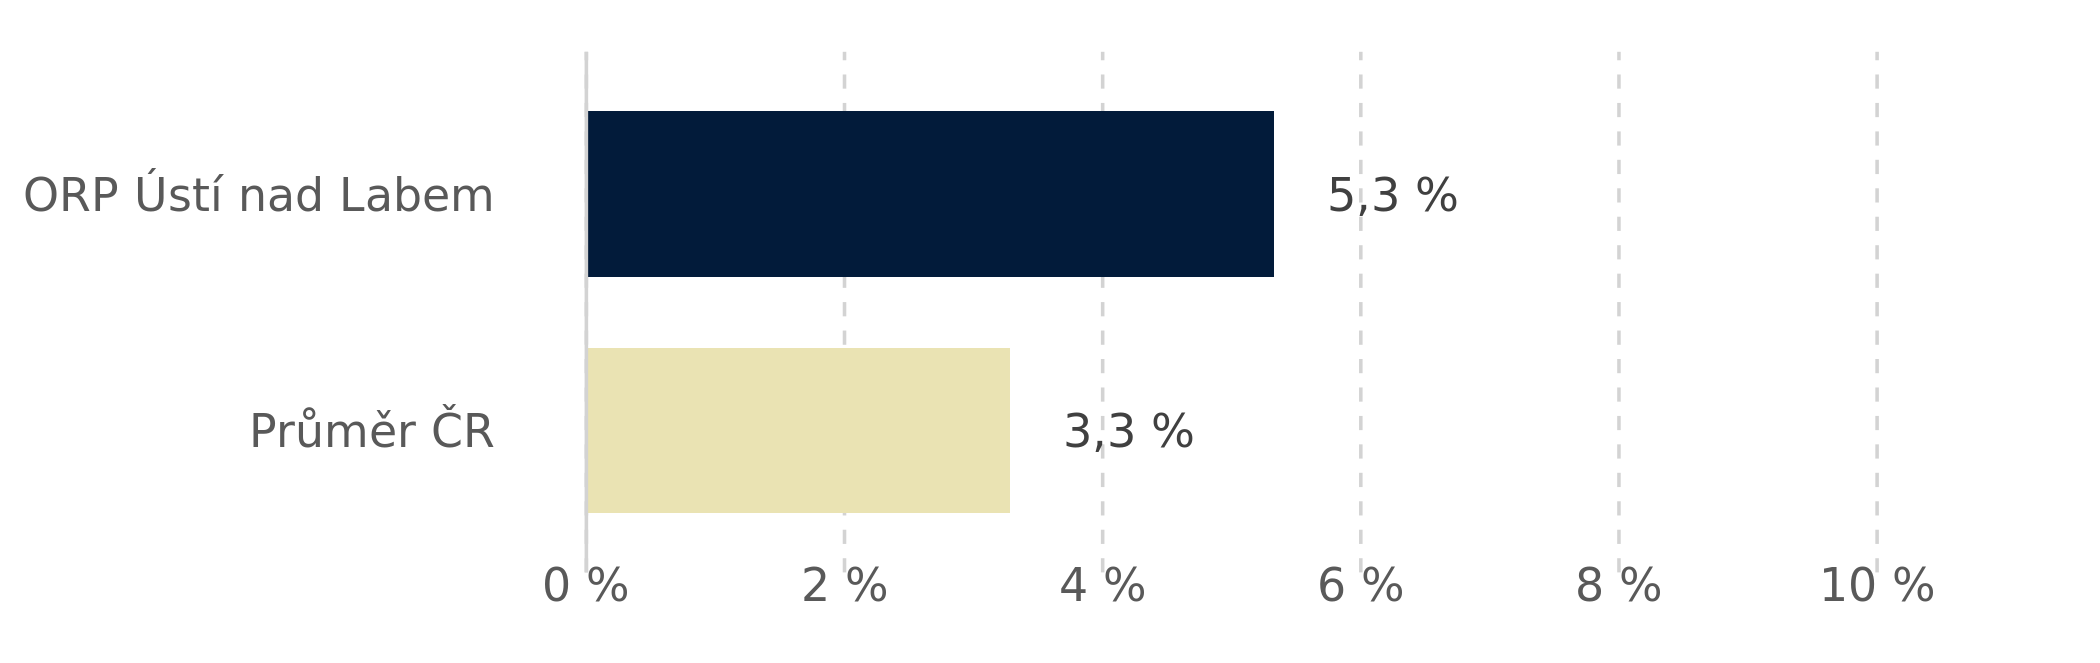 ORP Ústí nad Labem
5,3 %
Průměr ČR
3,3 %
0 % 2 % 4 % 6 % 8 % 10 %